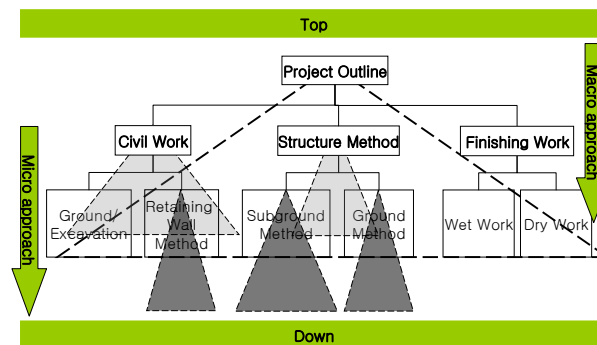 Top
Project Outline
Macro approach
Civil Work
Structure Method
Finishing Work
Micro approach
Ground/
Excavation
Retaining
Wall
Method
Subground
Method
Ground
Method
Wet Work
Dry Work
Down